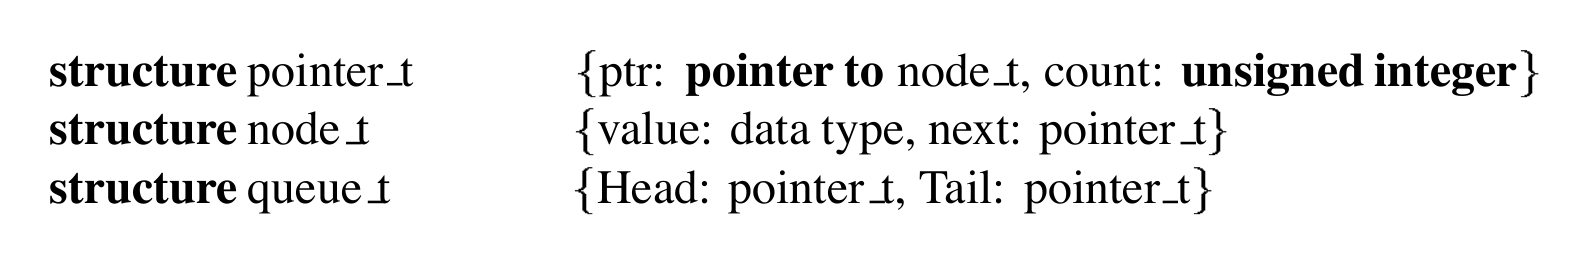 structure pointer_t {ptr: pointer to node_t, count: unsigned integer}
structure node_t {value: data type, next: pointer_t}
structure queue_t {Head: pointer_t, Tail: pointer_t}